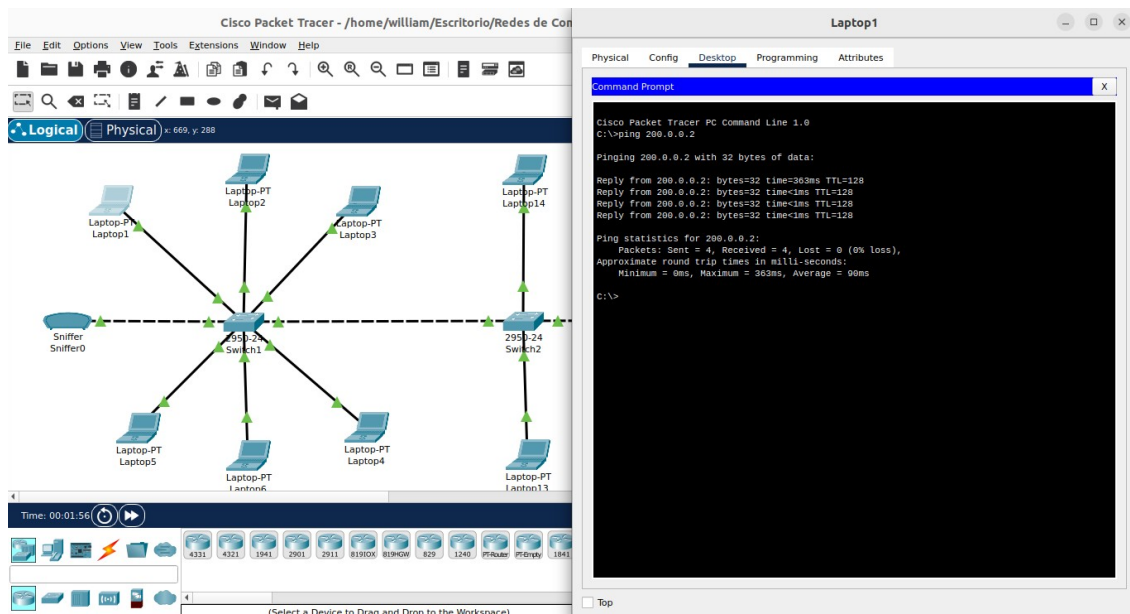 Cisco Packet Tracer - /home/william/Escritorio/Redes de Con
File Edit Options View Tools Extensions Window Help
Logical Physical x: 669, y: 288
Laptop-PT
Laptop2
Laptop-PT
Laptop14
Laptop-PT
Laptop1
Laptop-PT
Laptop3
Sniffer
Sniffer0
2950-24
Switch1
2950-24
Switch2
Laptop-PT
Laptop5
Laptop-PT
Laptop4
Laptop-PT
Laptop6
Laptop-PT
Laptop13
Time: 00:01:56
4331 4321 1941 2901 2911 819IOX 819HGW 829 1240 PT-Router PT-Empty 1841
(Select a Device to Drag and Drop to the Workspace)
Laptop1
Physical Config Desktop Programming Attributes
Command Prompt X
Cisco Packet Tracer PC Command Line 1.0
C:\>ping 200.0.0.2
Pinging 200.0.0.2 with 32 bytes of data:
Reply from 200.0.0.2: bytes=32 time=363ms TTL=128
Reply from 200.0.0.2: bytes=32 time<1ms TTL=128
Reply from 200.0.0.2: bytes=32 time<1ms TTL=128
Reply from 200.0.0.2: bytes=32 time<1ms TTL=128
Ping statistics for 200.0.0.2:
Packets: Sent = 4, Received = 4, Lost = 0 (0% loss),
Approximate round trip times in milli-seconds:
Minimum = 0ms, Maximum = 363ms, Average = 90ms
C:\>
Top